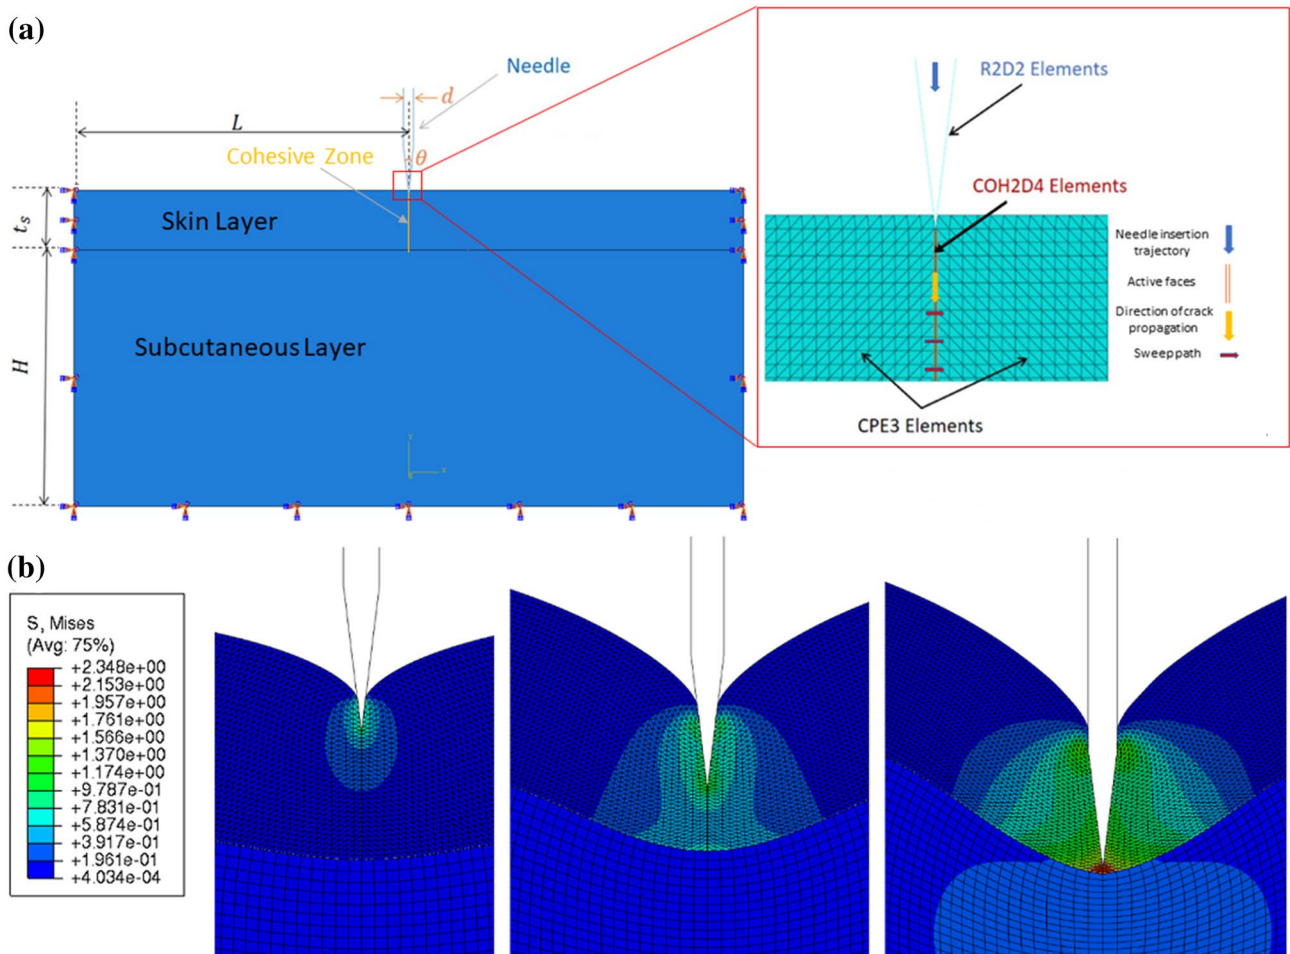 (a)
Needle
d
L
Cohesive Zone
θ
t_s
Skin Layer
H
Subcutaneous Layer
Y
X
R2D2 Elements
COH2D4 Elements
Needle insertion
trajectory
Active faces
Direction of crack
propagation
Sweep path
CPE3 Elements
(b)
S, Mises
(Avg: 75%)
+2.348e+00
+2.153e+00
+1.957e+00
+1.761e+00
+1.566e+00
+1.370e+00
+1.174e+00
+9.787e-01
+7.831e-01
+5.874e-01
+3.917e-01
+1.961e-01
+4.034e-04